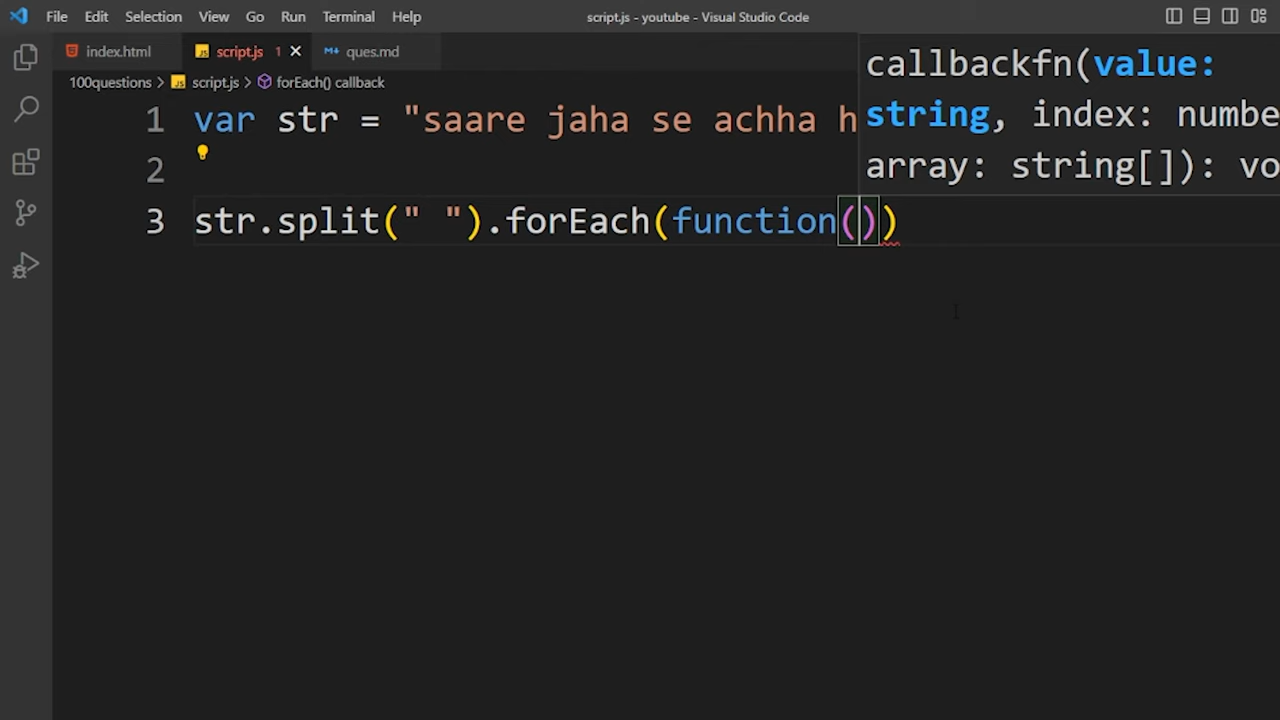 File Edit Selection View Go Run Terminal Help script.js - youtube - Visual Studio Code
index.html script.js 1 ques.md
100questions > script.js > forEach() callback
callbackfn(value:
string, index: numbe
array: string[]): vo
1 var str = "saare jaha se achha h
2
3 str.split(" ").forEach(function())